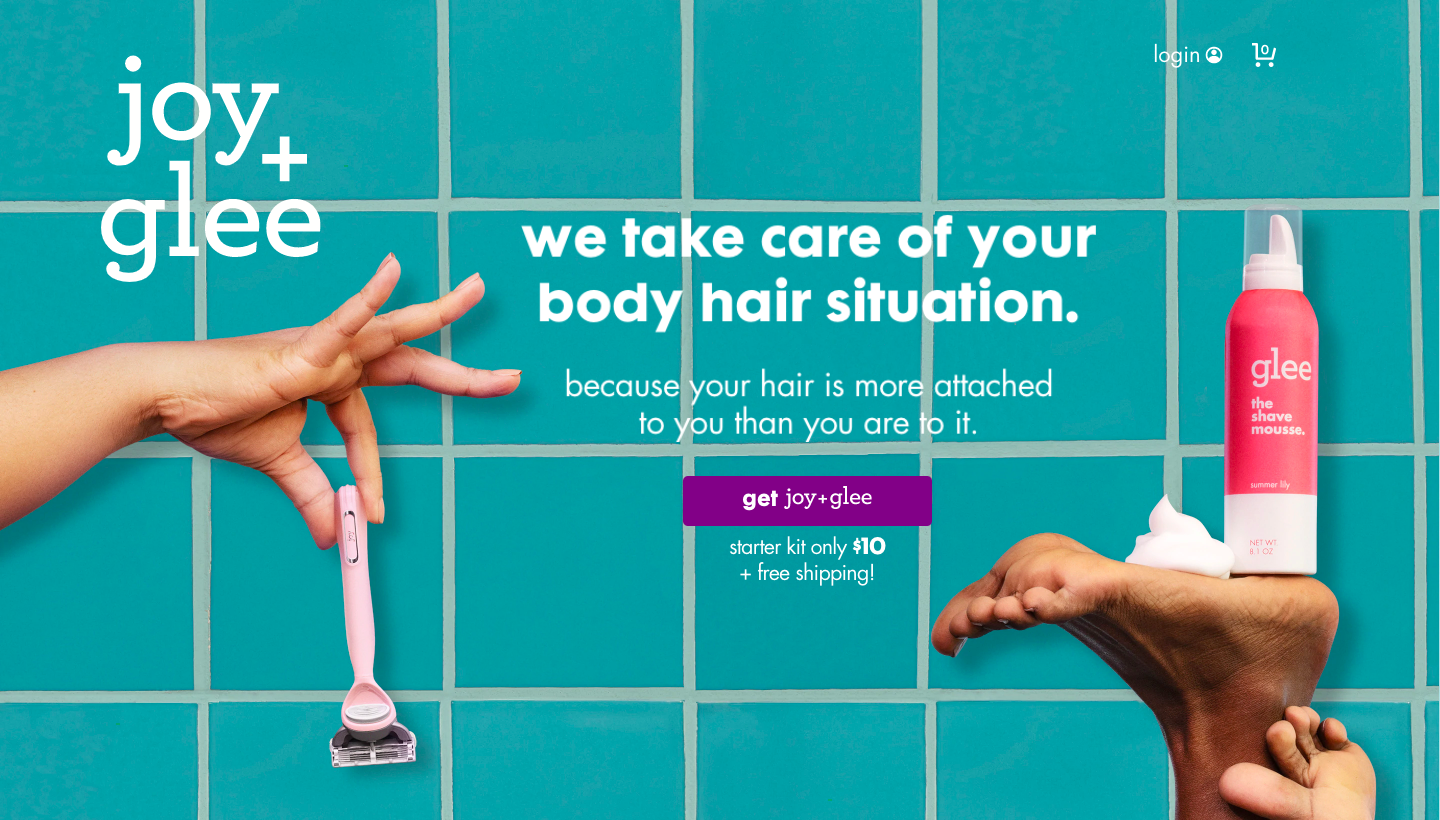 joy
+
glee
login
0
we take care of your
body hair situation.
because your hair is more attached
to you than you are to it.
get joy+glee
starter kit only $10
+ free shipping!
glee
the
shave
mousse.
summer lily
NET WT
8.1 OZ